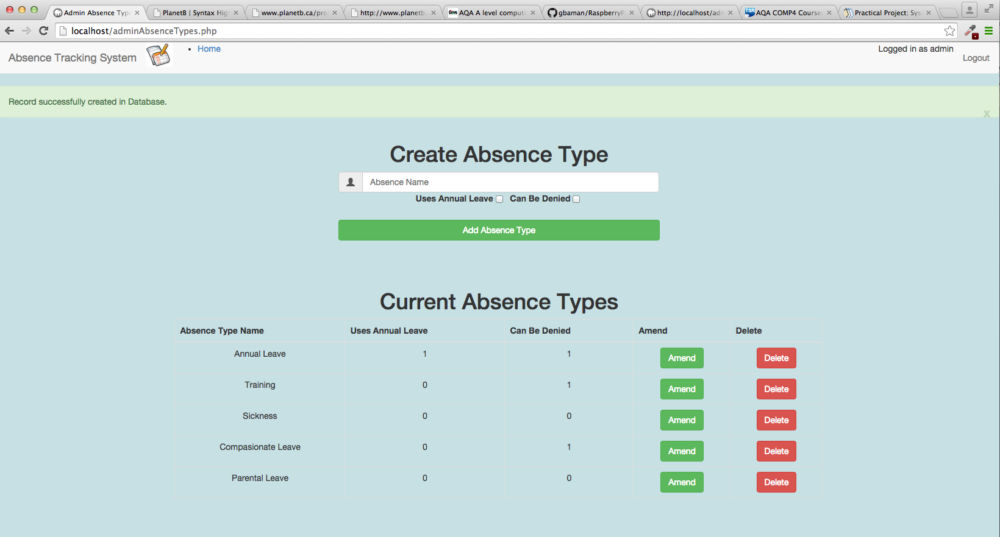 Admin Absence Type
PlanetB | Syntax Hig
www.planetb.ca/pro
http://www.planetb
tes AQA A level comput
gbaman/RaspberryP
http://localhost/adm
TSR AQA COMP4 Course
Practical Project: Sys
localhost/adminAbsenceTypes.php
Absence Tracking System
Home
Logged in as admin
Logout
Record successfully created in Database.
x
Create Absence Type
Absence Name
Uses Annual Leave Can Be Denied
Add Absence Type
Current Absence Types
Absence Type Name Uses Annual Leave Can Be Denied Amend Delete
Annual Leave 1 1 Amend Delete
Training 0 1 Amend Delete
Sickness 0 0 Amend Delete
Compasionate Leave 0 1 Amend Delete
Parental Leave 0 0 Amend Delete